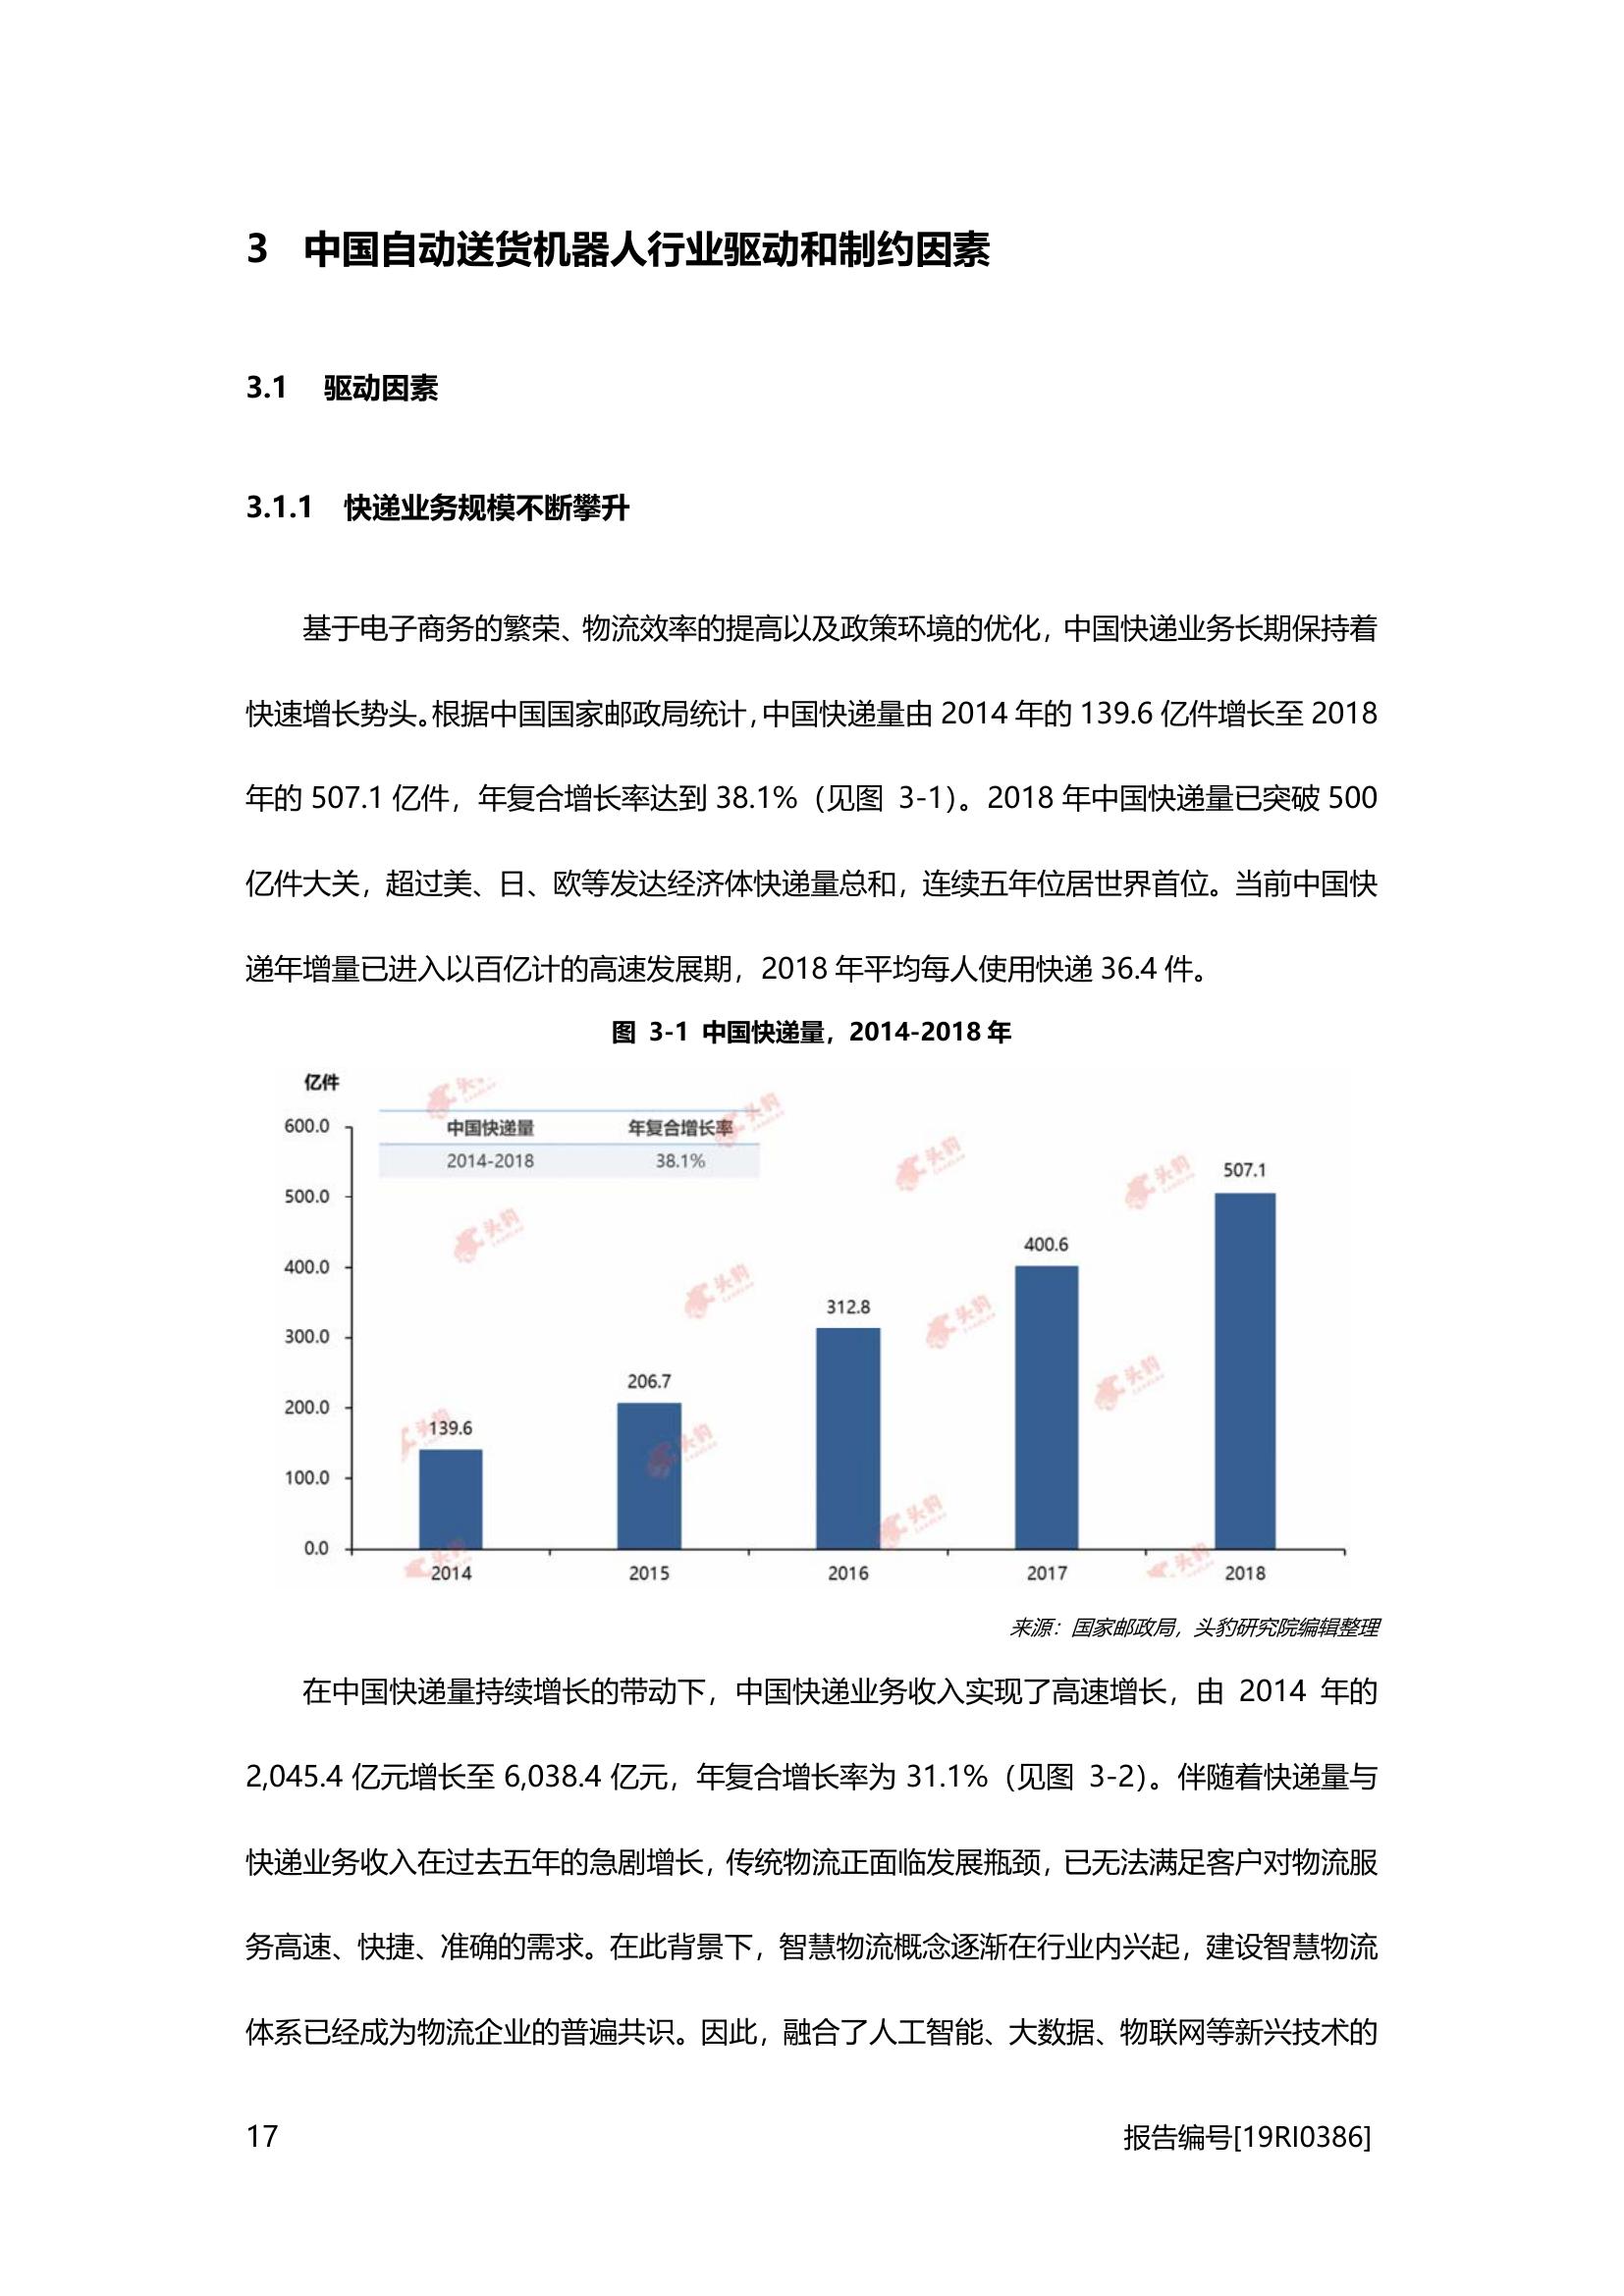 3 中国自动送货机器人行业驱动和制约因素
3.1 驱动因素
3.1.1 快递业务规模不断攀升
基于电子商务的繁荣、物流效率的提高以及政策环境的优化，中国快递业务长期保持着
快速增长势头。根据中国国家邮政局统计，中国快递量由 2014 年的 139.6 亿件增长至 2018
年的 507.1 亿件，年复合增长率达到 38.1%（见图 3-1）。2018 年中国快递量已突破 500
亿件大关，超过美、日、欧等发达经济体快递量总和，连续五年位居世界首位。当前中国快
递年增量已进入以百亿计的高速发展期，2018 年平均每人使用快递 36.4 件。
图 3-1 中国快递量，2014-2018 年
亿件
中国快递量 年复合增长率
2014-2018 38.1%
600.0
500.0
400.0
300.0
200.0
100.0
0.0
139.6
206.7
312.8
400.6
507.1
2014 2015 2016 2017 2018
头豹
来源：国家邮政局，头豹研究院编辑整理
在中国快递量持续增长的带动下，中国快递业务收入实现了高速增长，由 2014 年的
2,045.4 亿元增长至 6,038.4 亿元，年复合增长率为 31.1%（见图 3-2）。伴随着快递量与
快递业务收入在过去五年的急剧增长，传统物流正面临发展瓶颈，已无法满足客户对物流服
务高速、快捷、准确的需求。在此背景下，智慧物流概念逐渐在行业内兴起，建设智慧物流
体系已经成为物流企业的普遍共识。因此，融合了人工智能、大数据、物联网等新兴技术的
17 报告编号[19RI0386]